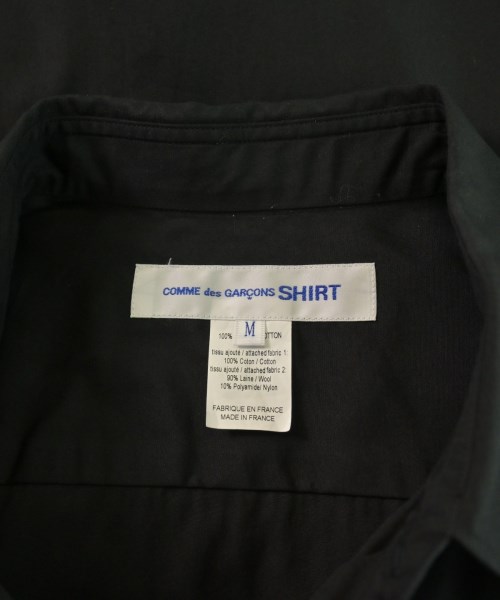 COMME des GARÇONS SHIRT
M
100% OTTON
tissu ajouté / attached fabric 1
100% Coton / Cotton
tissu ajouté / attached fabric 2
90% Laine / Wool
10% Polyamide/ Nylon
FABRIQUE EN FRANCE
MADE IN FRANCE